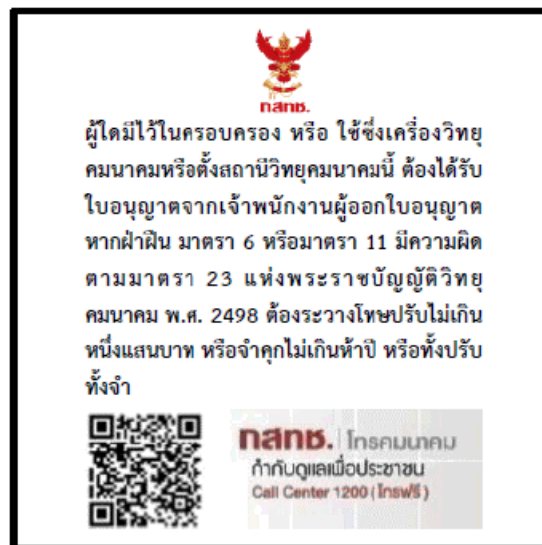 กสทช.
ผู้ใดมีไว้ในครอบครอง หรือ ใช้ซึ่งเครื่องวิทยุ
คมนาคมหรือตั้งสถานีวิทยุคมนาคมนี้ ต้องได้รับ
ใบอนุญาตจากเจ้าพนักงานผู้ออกใบอนุญาต
หากฝ่าฝืน มาตรา 6 หรือมาตรา 11 มีความผิด
ตามมาตรา 23 แห่งพระราชบัญญัติวิทยุ
คมนาคม พ.ศ. 2498 ต้องระวางโทษปรับไม่เกิน
หนึ่งแสนบาท หรือจำคุกไม่เกินห้าปี หรือทั้งปรับ
ทั้งจำ
กสทช. | โทรคมนาคม
กำกับดูแลเพื่อประชาชน
Call Center 1200 (โทรฟรี)